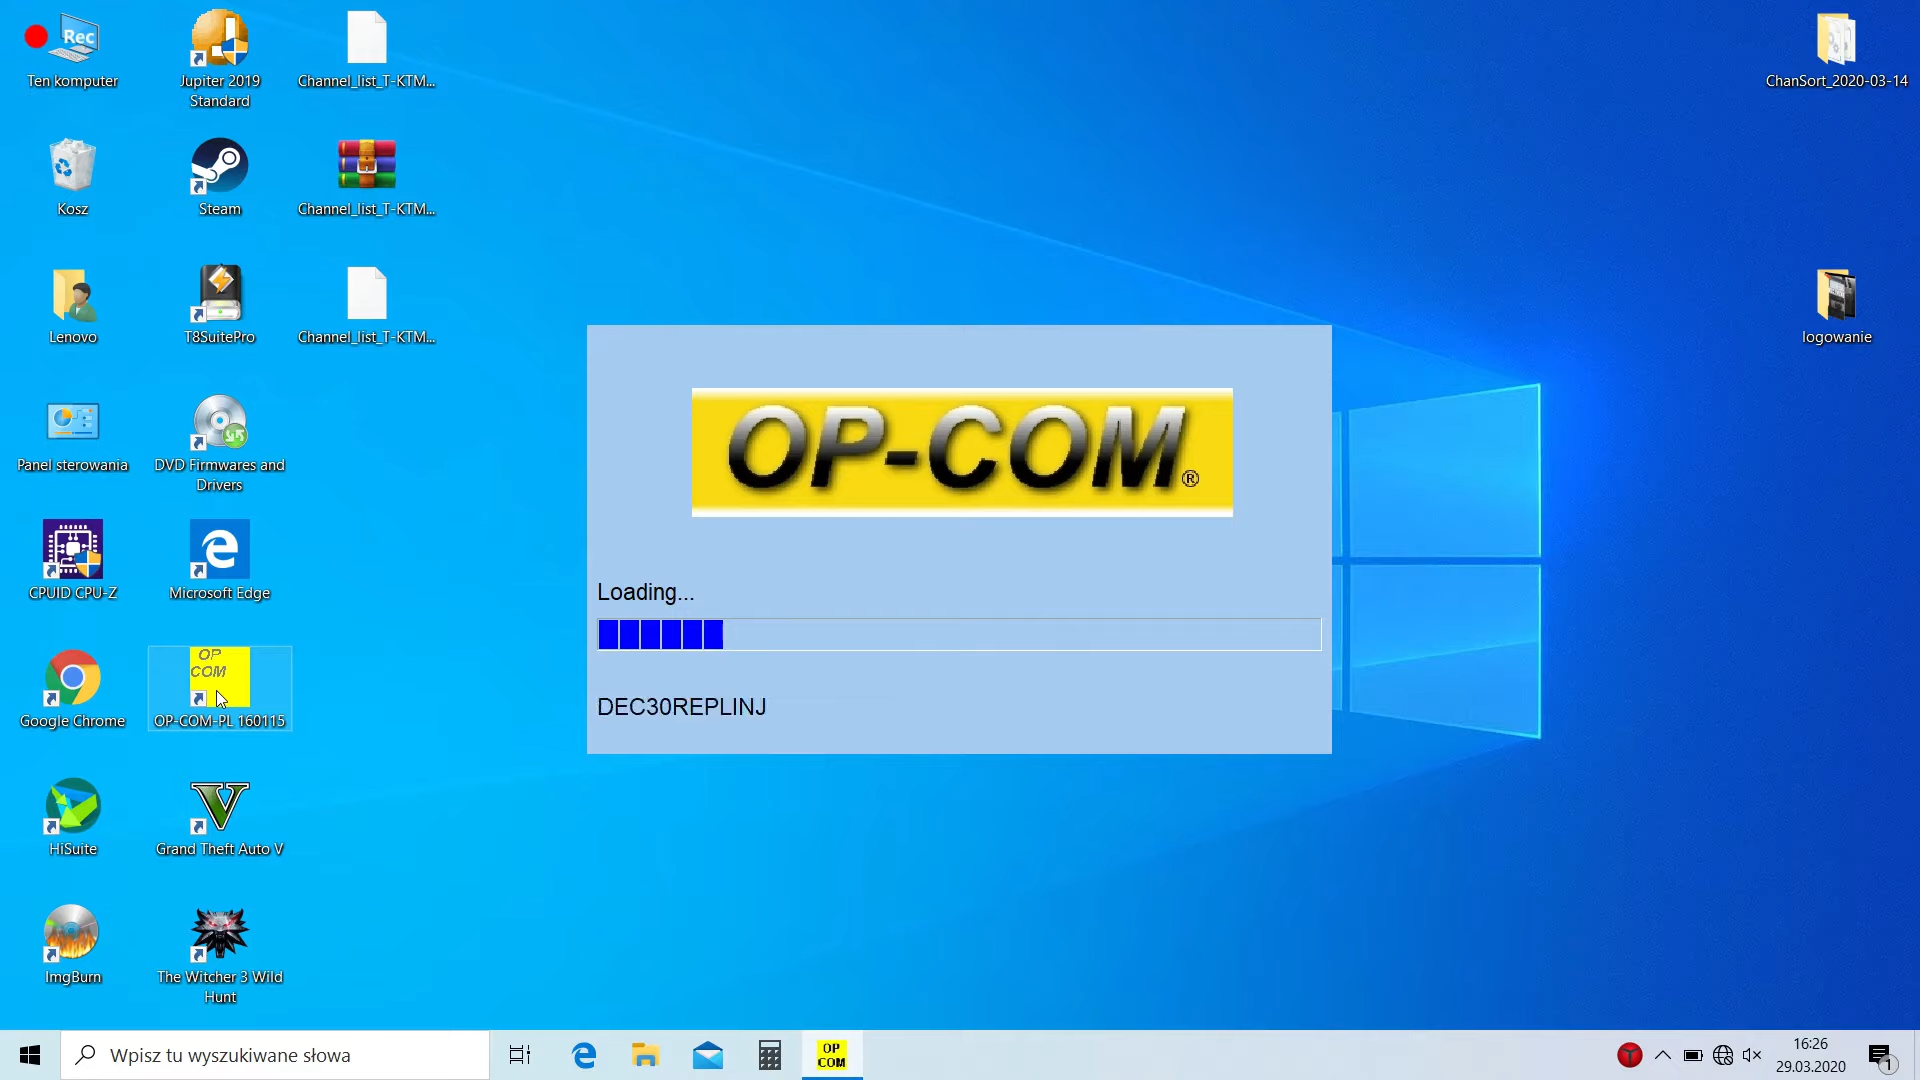 Rec
Ten komputer
Jupiter 2019
Standard
Channel_list_T-KTM...
ChanSort_2020-03-14
Kosz
Steam
Channel_list_T-KTM...
Lenovo
T8SuitePro
Channel_list_T-KTM...
logowanie
OP-COM®
Panel sterowania
DVD Firmwares and
Drivers
CPUID CPU-Z
Microsoft Edge
Loading...
Google Chrome
OP
COM
OP-COM-PL 160115
DEC30REPLINJ
HiSuite
Grand Theft Auto V
ImgBurn
The Witcher 3 Wild
Hunt
Wpisz tu wyszukiwane słowa
OP
COM
16:26
29.03.2020
1